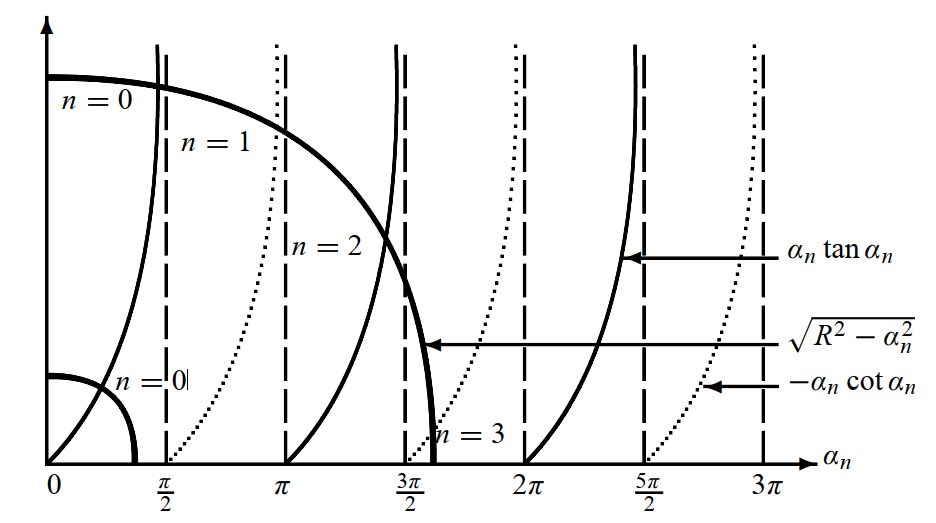 n = 0
n = 1
n = 2
αₙ tan αₙ
√(R² − αₙ²)
n = 0
−αₙ cot αₙ
n = 3
αₙ
0 π/2 π 3π/2 2π 5π/2 3π